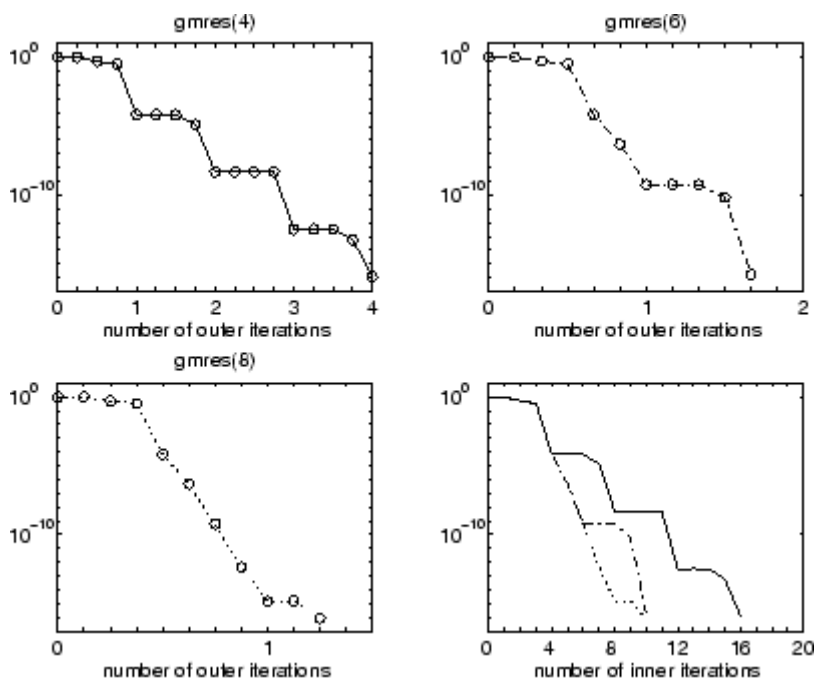 gmres(4)
10^0
10^-10
0 1 2 3 4
number of outer iterations
gmres(6)
10^0
10^-10
0 1 2
number of outer iterations
gmres(8)
10^0
10^-10
0 1
number of outer iterations
10^0
10^-10
0 4 8 12 16 20
number of inner iterations